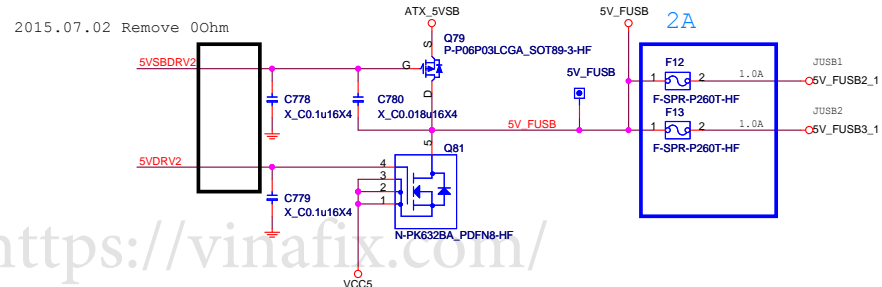 ATX_5VSB
5V_FUSB
2A
2015.07.02 Remove 0Ohm
Q79
P-P06P03LCGA_SOT89-3-HF
S
G
D
5VSBDRV2
C778
X_C0.1u16X4
C780
X_C0.018u16X4
5V_FUSB
5V_FUSB
F12
1
2
1.0A
F-SPR-P260T-HF
JUSB1
5V_FUSB2_1
F13
1
2
1.0A
F-SPR-P260T-HF
JUSB2
5V_FUSB3_1
5VDRV2
C779
X_C0.1u16X4
5
Q81
4
3
2
1
N-PK632BA_PDFN8-HF
VCC5
https://vinafix.com/